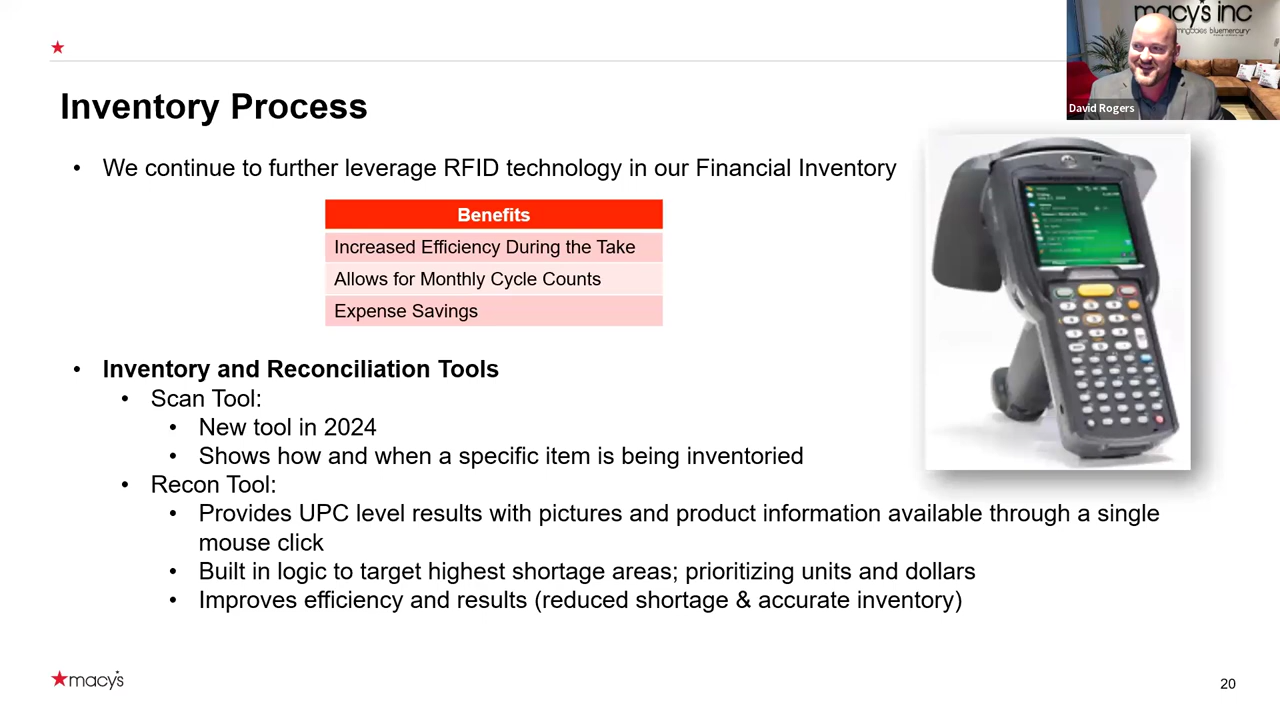 macy's inc
bluemercury
David Rogers
Inventory Process
• We continue to further leverage RFID technology in our Financial Inventory
Benefits
Increased Efficiency During the Take
Allows for Monthly Cycle Counts
Expense Savings
• Inventory and Reconciliation Tools
• Scan Tool:
• New tool in 2024
• Shows how and when a specific item is being inventoried
• Recon Tool:
• Provides UPC level results with pictures and product information available through a single
mouse click
• Built in logic to target highest shortage areas; prioritizing units and dollars
• Improves efficiency and results (reduced shortage & accurate inventory)
macy's
20